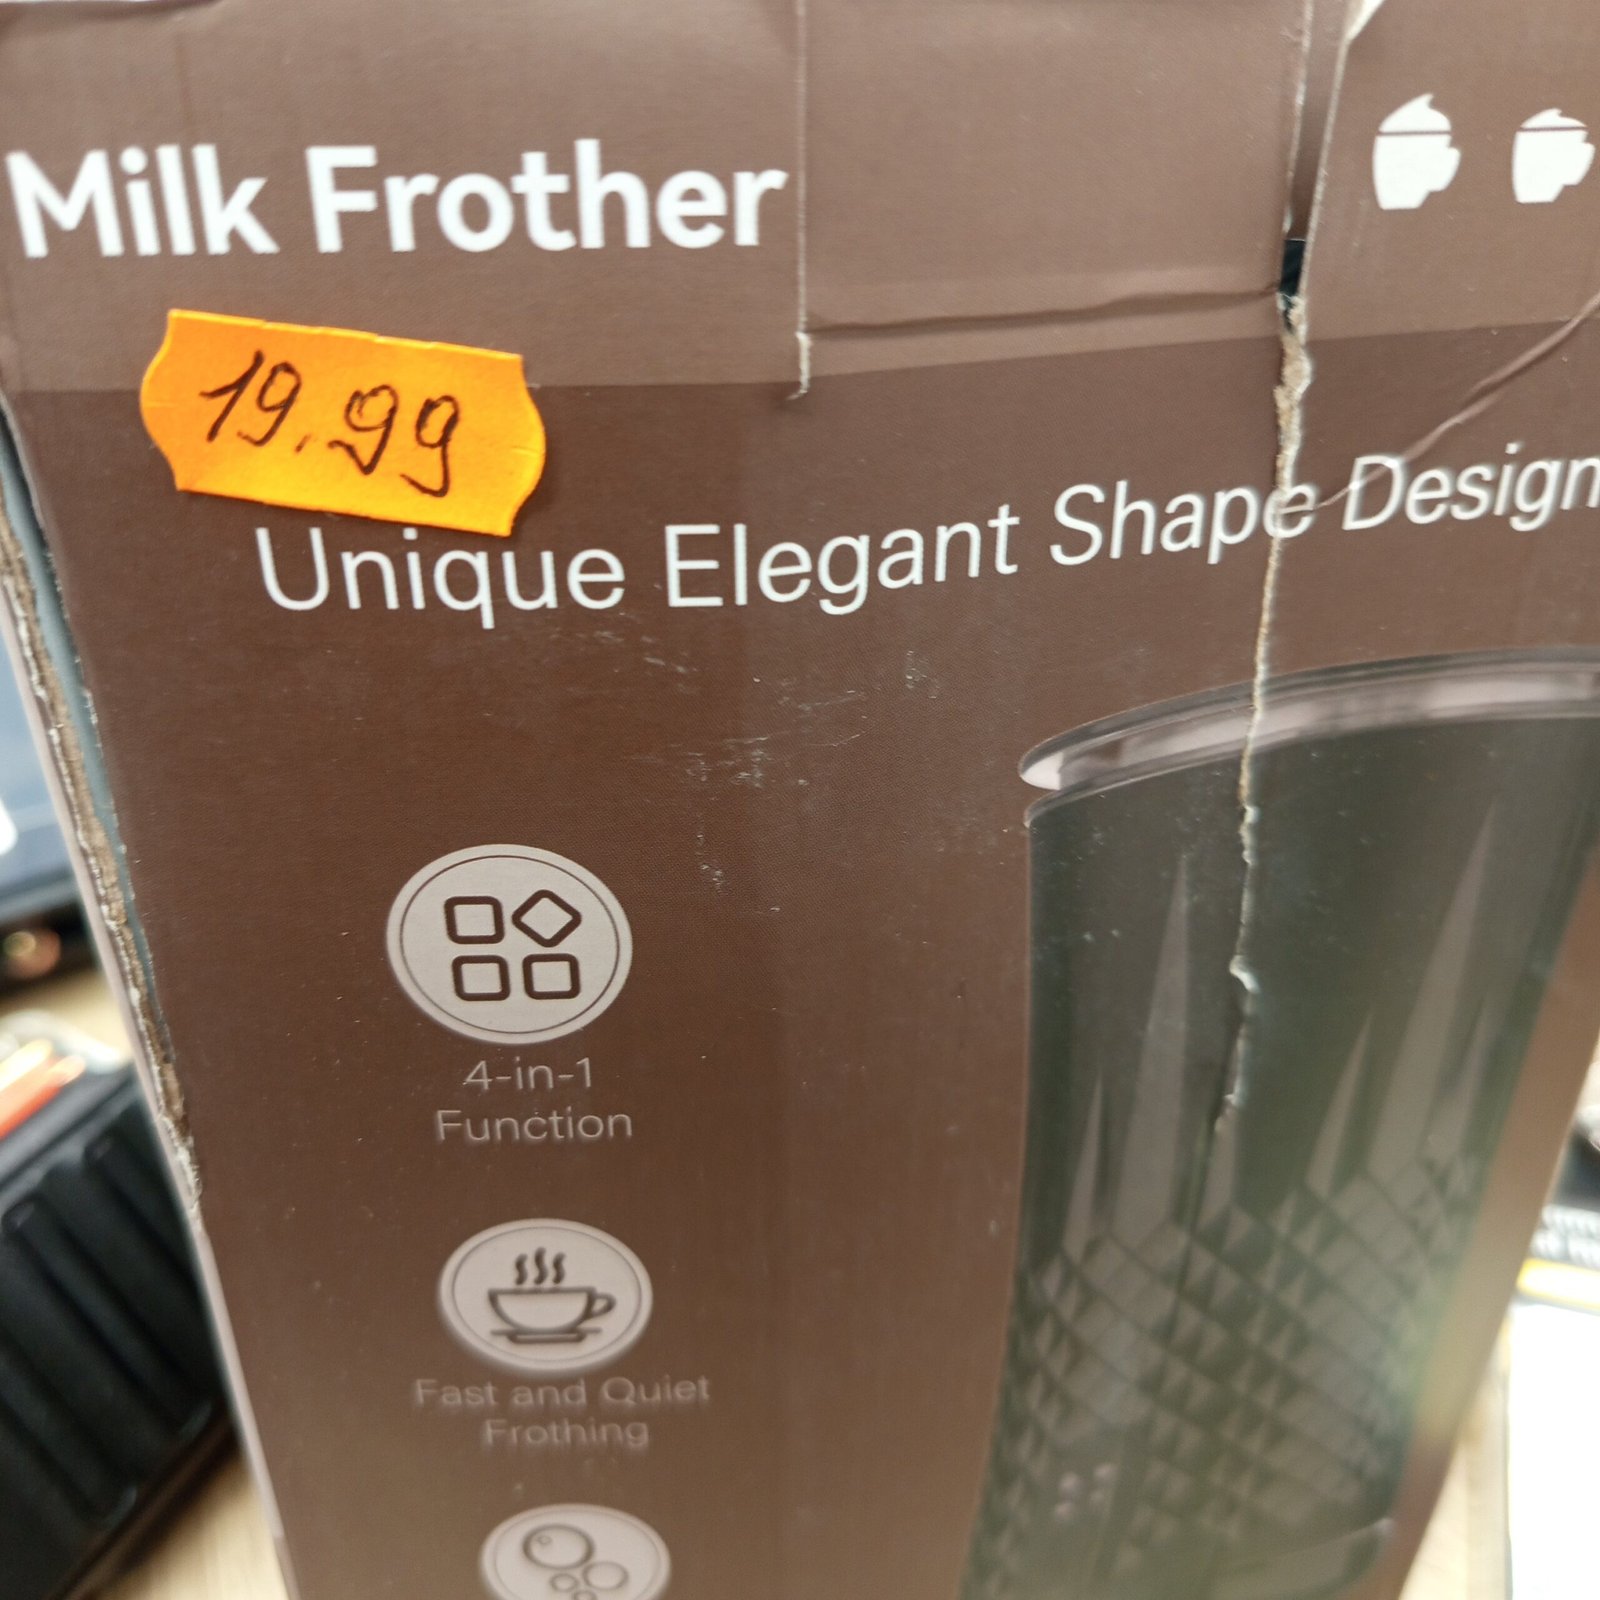 Milk Frother
19.99
Unique Elegant Shape Design
4-in-1
Function
Fast and Quiet
Frothing